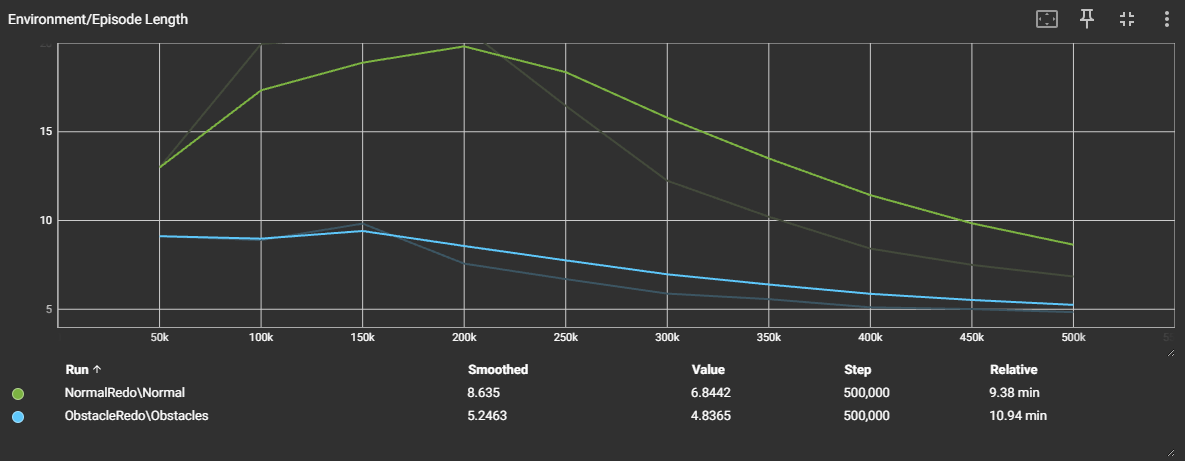 Environment/Episode Length
20
15
10
5
50k 100k 150k 200k 250k 300k 350k 400k 450k 500k
Run ↑ Smoothed Value Step Relative
NormalRedo\Normal 8.635 6.8442 500,000 9.38 min
ObstacleRedo\Obstacles 5.2463 4.8365 500,000 10.94 min